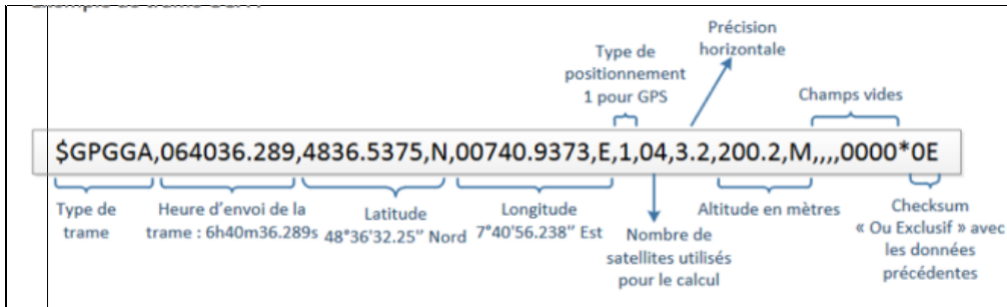 Précision
horizontale
Type de
positionnement
1 pour GPS
Champs vides
$GPGGA,064036.289,4836.5375,N,00740.9373,E,1,04,3.2,200.2,M,,,,0000*0E
Type de
trame
Heure d'envoi de la
trame : 6h40m36.289s
Latitude
48°36'32.25" Nord
Longitude
7°40'56.238" Est
Nombre de
satellites utilisés
pour le calcul
Altitude en mètres
Checksum
« Ou Exclusif » avec
les données
précédentes